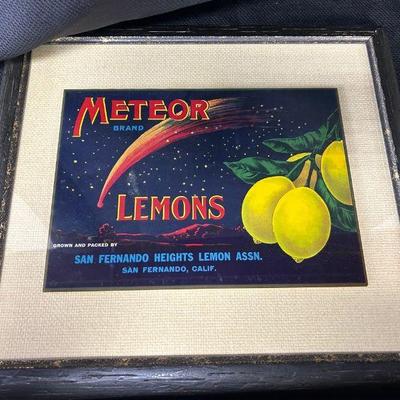 METEOR
BRAND
LEMONS
GROWN AND PACKED BY
SAN FERNANDO HEIGHTS LEMON ASSN.
SAN FERNANDO, CALIF.